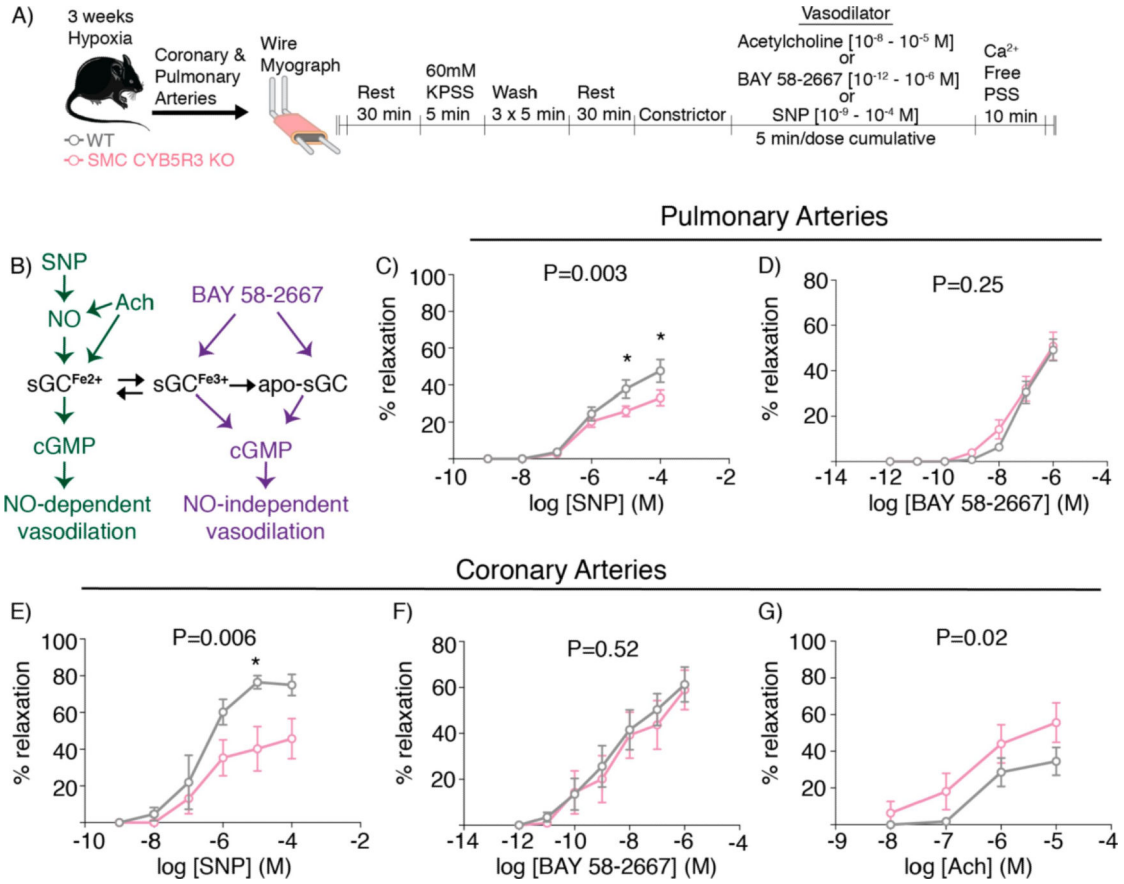 A)
3 weeks
Hypoxia
WT
SMC CYB5R3 KO
Coronary &
Pulmonary
Arteries
Wire
Myograph
Rest
30 min
60mM
KPSS
5 min
Wash
3 x 5 min
Rest
30 min
Constrictor
Vasodilator
Acetylcholine [10⁻⁸ - 10⁻⁵ M]
or
BAY 58-2667 [10⁻¹² - 10⁻⁶ M]
or
SNP [10⁻⁹ - 10⁻⁴ M]
5 min/dose cumulative
Ca²⁺
Free
PSS
10 min
B)
SNP
NO
Ach
BAY 58-2667
sGCFe2+
sGCFe3+
apo-sGC
cGMP
cGMP
NO-dependent
vasodilation
NO-independent
vasodilation
Pulmonary Arteries
C)
P=0.003
* *
% relaxation
100
80
60
40
20
-10 -8 -6 -4 -2
log [SNP] (M)
D)
P=0.25
% relaxation
80
60
40
20
-14 -12 -10 -8 -6 -4
log [BAY 58-2667] (M)
Coronary Arteries
E)
P=0.006
*
% relaxation
100
80
60
40
20
-10 -8 -6 -4 -2
log [SNP] (M)
F)
P=0.52
% relaxation
80
60
40
20
-14 -12 -10 -8 -6 -4
log [BAY 58-2667] (M)
G)
P=0.02
% relaxation
100
80
60
40
20
-9 -8 -7 -6 -5 -4
log [Ach] (M)